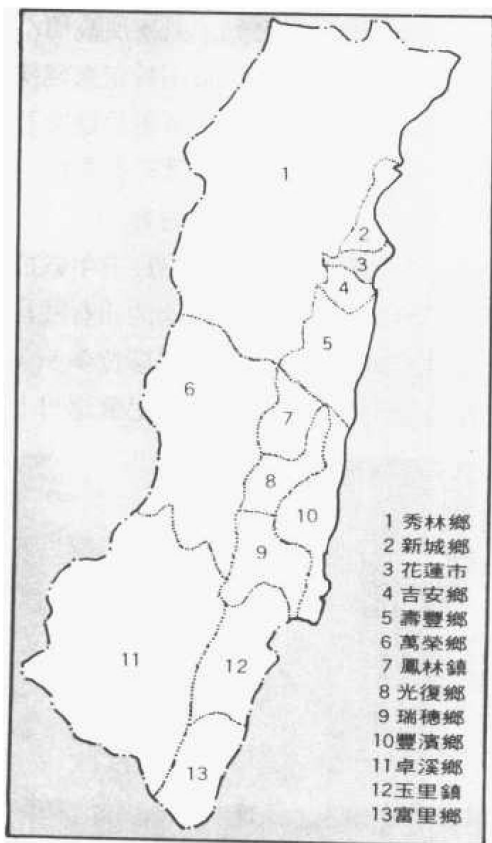 1
2
3
4
5
6
7
8
9
10
11
12
13
1 秀林鄉
2 新城鄉
3 花蓮市
4 吉安鄉
5 壽豐鄉
6 萬榮鄉
7 鳳林鎮
8 光復鄉
9 瑞穗鄉
10 豐濱鄉
11 卓溪鄉
12 玉里鎮
13 富里鄉